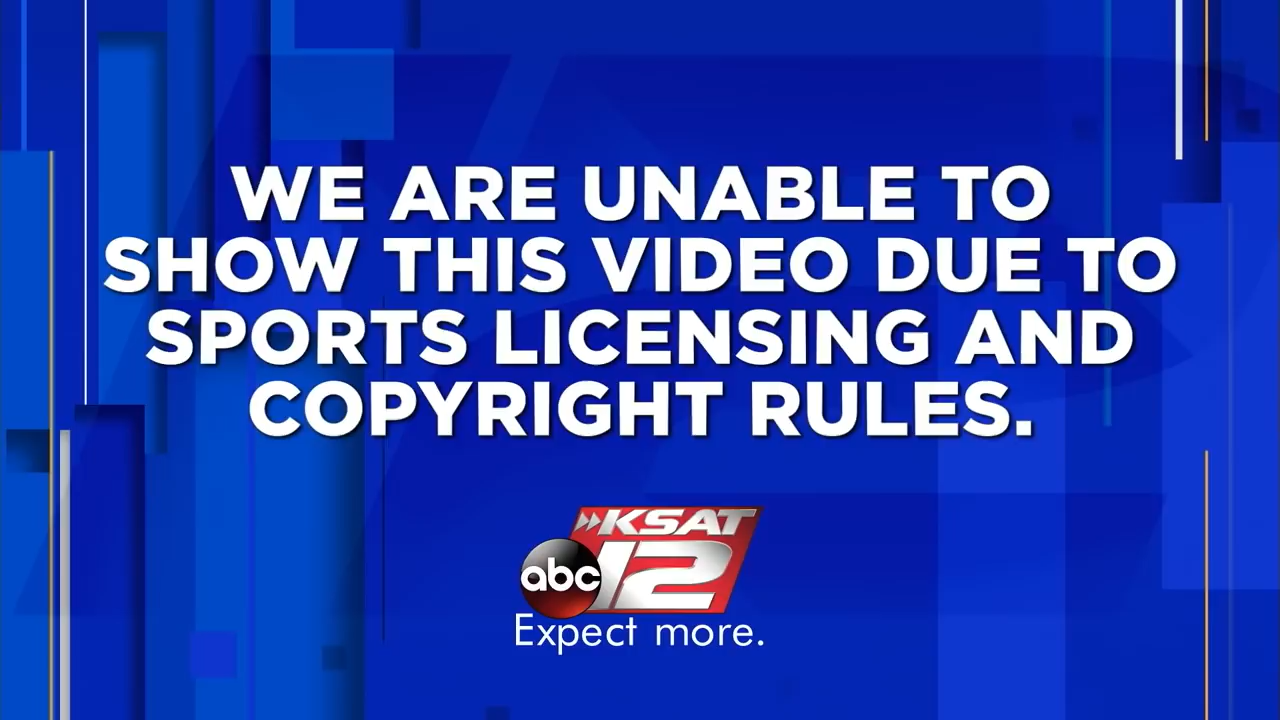 WE ARE UNABLE TO
SHOW THIS VIDEO DUE TO
SPORTS LICENSING AND
COPYRIGHT RULES.
KSAT
abc 12
Expect more.